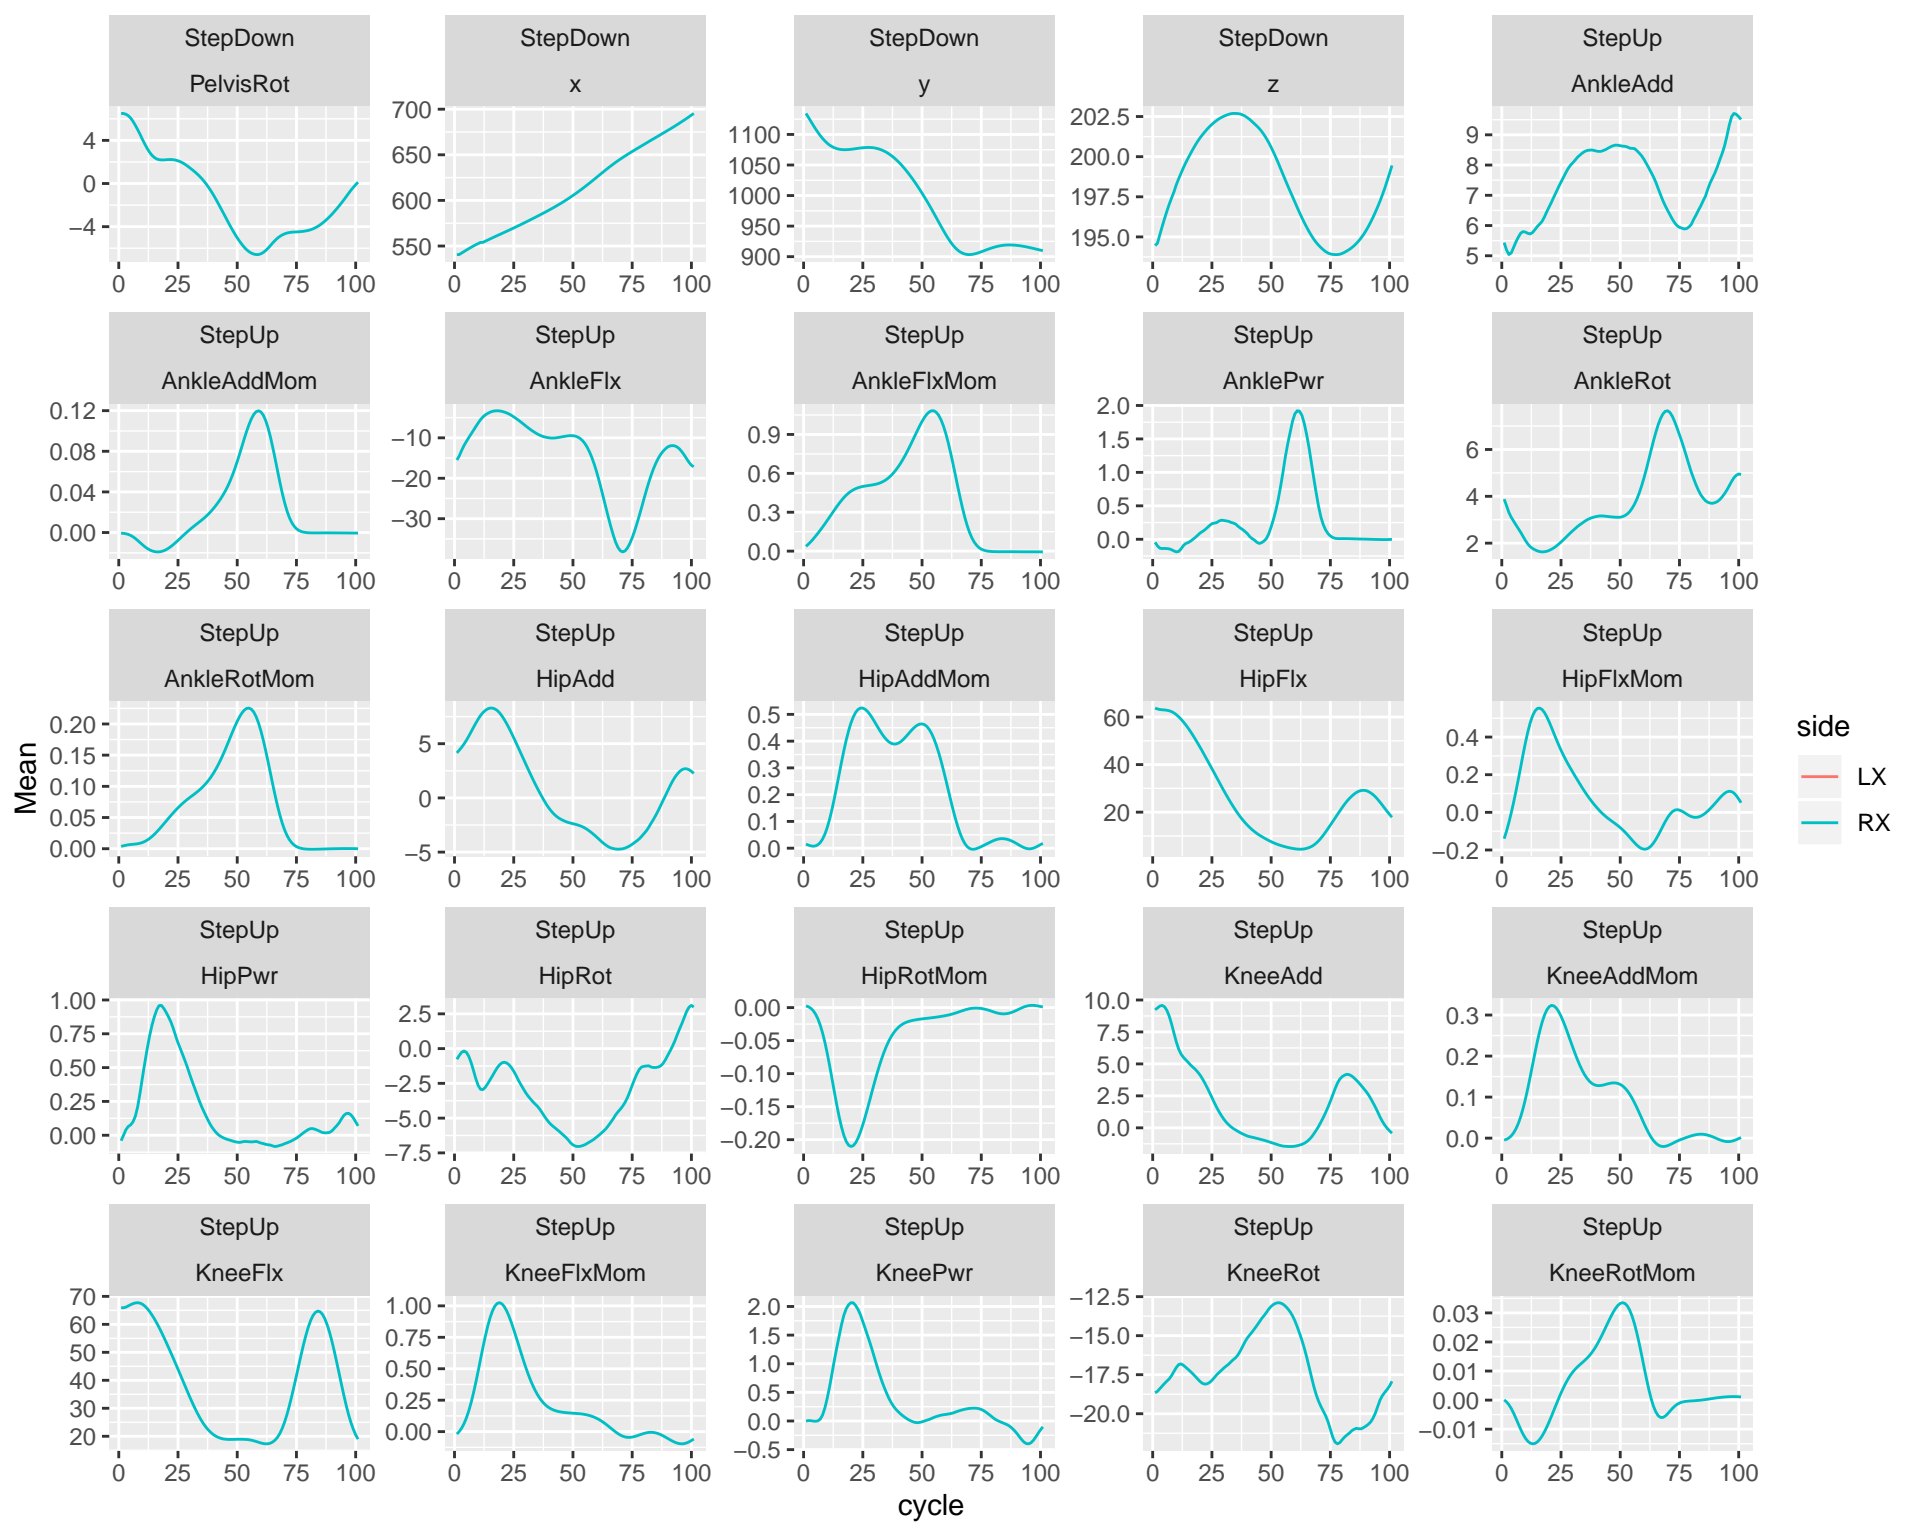 StepDown StepDown StepDown StepDown StepUp
PelvisRot x y z AnkleAdd
4 0 −4
700 650 600 550
1100 1050 1000 950 900
202.5 200.0 197.5 195.0
9 8 7 6 5
0 25 50 75 100 0 25 50 75 100 0 25 50 75 100 0 25 50 75 100 0 25 50 75 100
StepUp StepUp StepUp StepUp StepUp
AnkleAddMom AnkleFlx AnkleFlxMom AnklePwr AnkleRot
0.12 0.08 0.04 0.00
−10 −20 −30
0.9 0.6 0.3 0.0
2.0 1.5 1.0 0.5 0.0
6 4 2
0 25 50 75 100 0 25 50 75 100 0 25 50 75 100 0 25 50 75 100 0 25 50 75 100
StepUp StepUp StepUp StepUp StepUp
AnkleRotMom HipAdd HipAddMom HipFlx HipFlxMom
0.20 0.15 0.10 0.05 0.00
5 0 −5
0.5 0.4 0.3 0.2 0.1 0.0
60 40 20
0.4 0.2 0.0 −0.2
0 25 50 75 100 0 25 50 75 100 0 25 50 75 100 0 25 50 75 100 0 25 50 75 100
StepUp StepUp StepUp StepUp StepUp
HipPwr HipRot HipRotMom KneeAdd KneeAddMom
1.00 0.75 0.50 0.25 0.00
2.5 0.0 −2.5 −5.0 −7.5
0.00 −0.05 −0.10 −0.15 −0.20
10.0 7.5 5.0 2.5 0.0
0.3 0.2 0.1 0.0
0 25 50 75 100 0 25 50 75 100 0 25 50 75 100 0 25 50 75 100 0 25 50 75 100
StepUp StepUp StepUp StepUp StepUp
KneeFlx KneeFlxMom KneePwr KneeRot KneeRotMom
70 60 50 40 30 20
1.00 0.75 0.50 0.25 0.00
2.0 1.5 1.0 0.5 0.0 −0.5
−12.5 −15.0 −17.5 −20.0
0.03 0.02 0.01 0.00 −0.01
0 25 50 75 100 0 25 50 75 100 0 25 50 75 100 0 25 50 75 100 0 25 50 75 100
cycle
Mean
side
LX
RX